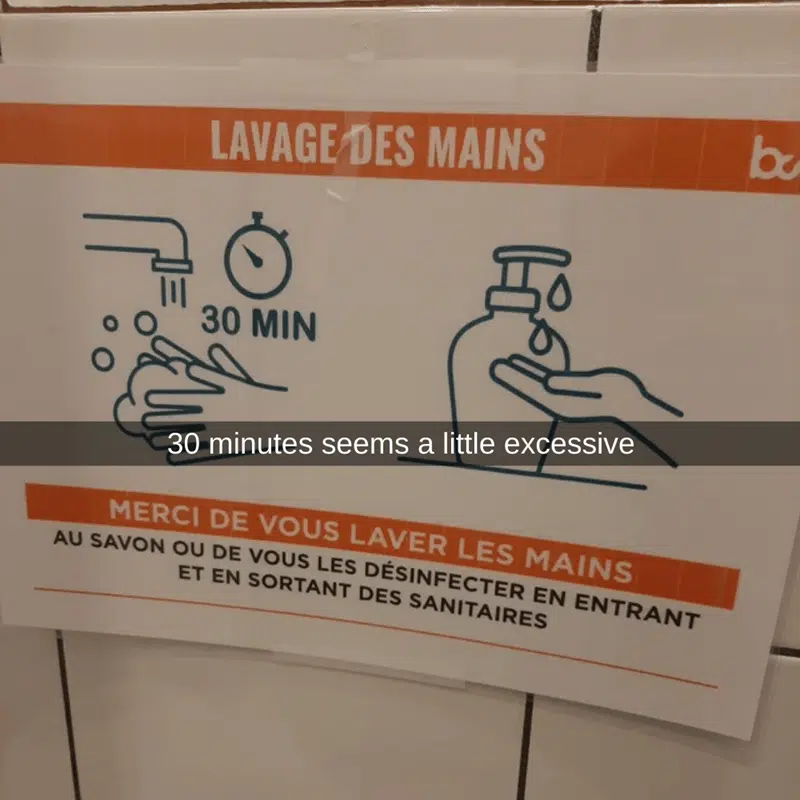 LAVAGE DES MAINS
30 MIN
30 minutes seems a little excessive
MERCI DE VOUS LAVER LES MAINS
AU SAVON OU DE VOUS LES DÉSINFECTER EN ENTRANT
ET EN SORTANT DES SANITAIRES